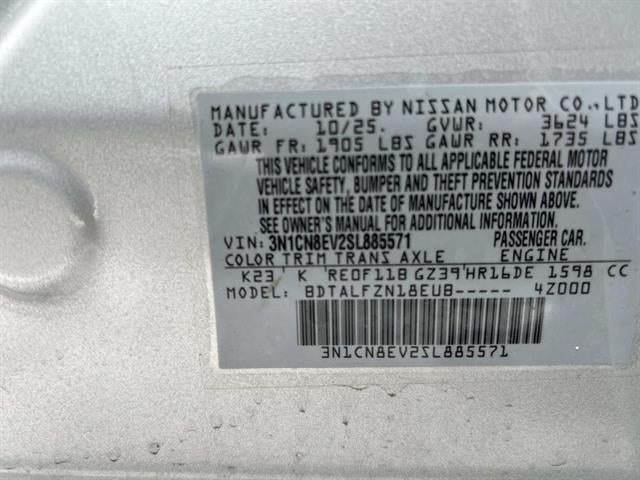 MANUFACTURED BY NISSAN MOTOR CO., LTD
DATE: 10/25. GVWR: 3624 LBS
GAWR FR: 1905 LBS GAWR RR: 1735 LBS
THIS VEHICLE CONFORMS TO ALL APPLICABLE FEDERAL MOTOR
VEHICLE SAFETY, BUMPER AND THEFT PREVENTION STANDARDS
IN EFFECT ON THE DATE OF MANUFACTURE SHOWN ABOVE.
SEE OWNER'S MANUAL FOR ADDITIONAL INFORMATION.
VIN: 3N1CN8EV2SL885571 PASSENGER CAR.
COLOR TRIM TRANS AXLE ENGINE
K23 K RE0F11B GZ39 HR16DE 1598 CC
MODEL: BDTALFZN18EUB----- 4Z000
3N1CN8EV2SL885571